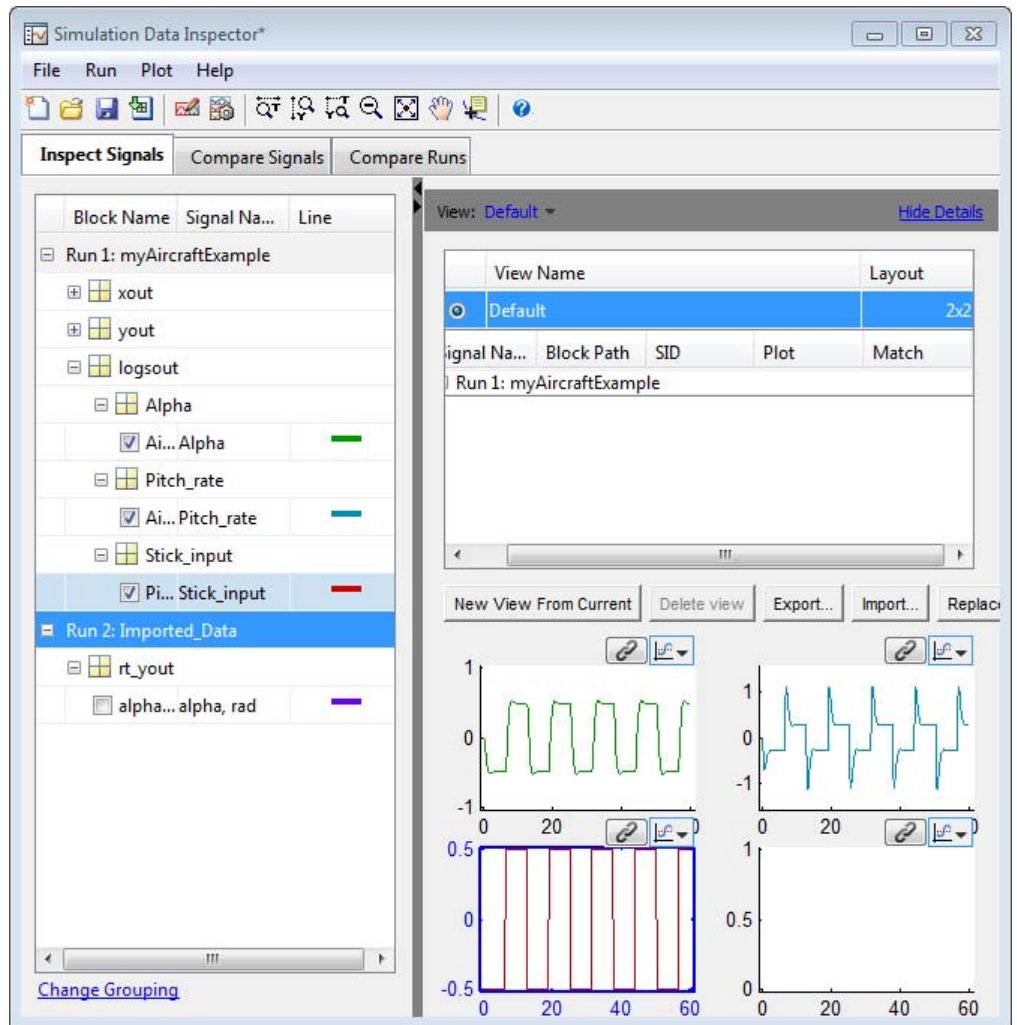 Simulation Data Inspector*
File Run Plot Help
Inspect Signals Compare Signals Compare Runs
Block Name Signal Na... Line
Run 1: myAircraftExample
xout
yout
logsout
Alpha
Ai... Alpha
Pitch_rate
Ai... Pitch_rate
Stick_input
Pi... Stick_input
Run 2: Imported_Data
rt_yout
alpha... alpha, rad
Change Grouping
View: Default Hide Details
View Name Layout
Default 2x2
ignal Na... Block Path SID Plot Match
Run 1: myAircraftExample
New View From Current Delete view Export... Import... Replac
1
0
-1
0 20
1
0
-1
0 20
0.5
0
-0.5
0 20 40 60
1
0.5
0
0 20 40 60